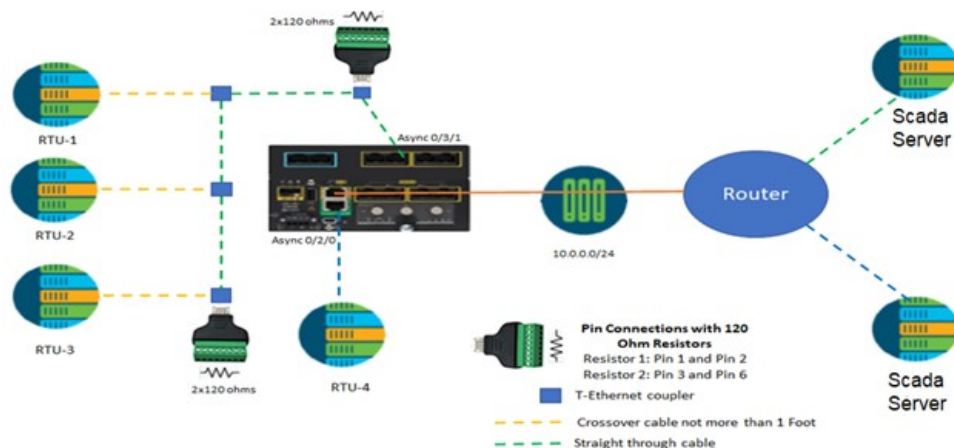 2x120 ohms
RTU-1
Async 0/3/1
Scada
Server
RTU-2
Router
Async 0/2/0
10.0.0.0/24
RTU-3
2x120 ohms
RTU-4
Pin Connections with 120
Ohm Resistors
Resistor 1: Pin 1 and Pin 2
Resistor 2: Pin 3 and Pin 6
T-Ethernet coupler
Crossover cable not more than 1 Foot
Straight through cable
Scada
Server